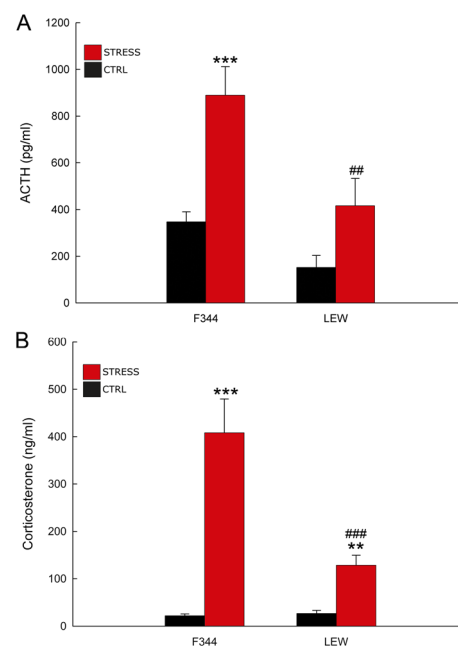 A
1200
1000
800
600
400
200
0
ACTH (pg/ml)
STRESS
CTRL
***
##
F344
LEW
B
600
500
400
300
200
100
0
Corticosterone (ng/ml)
STRESS
CTRL
***
###
**
F344
LEW